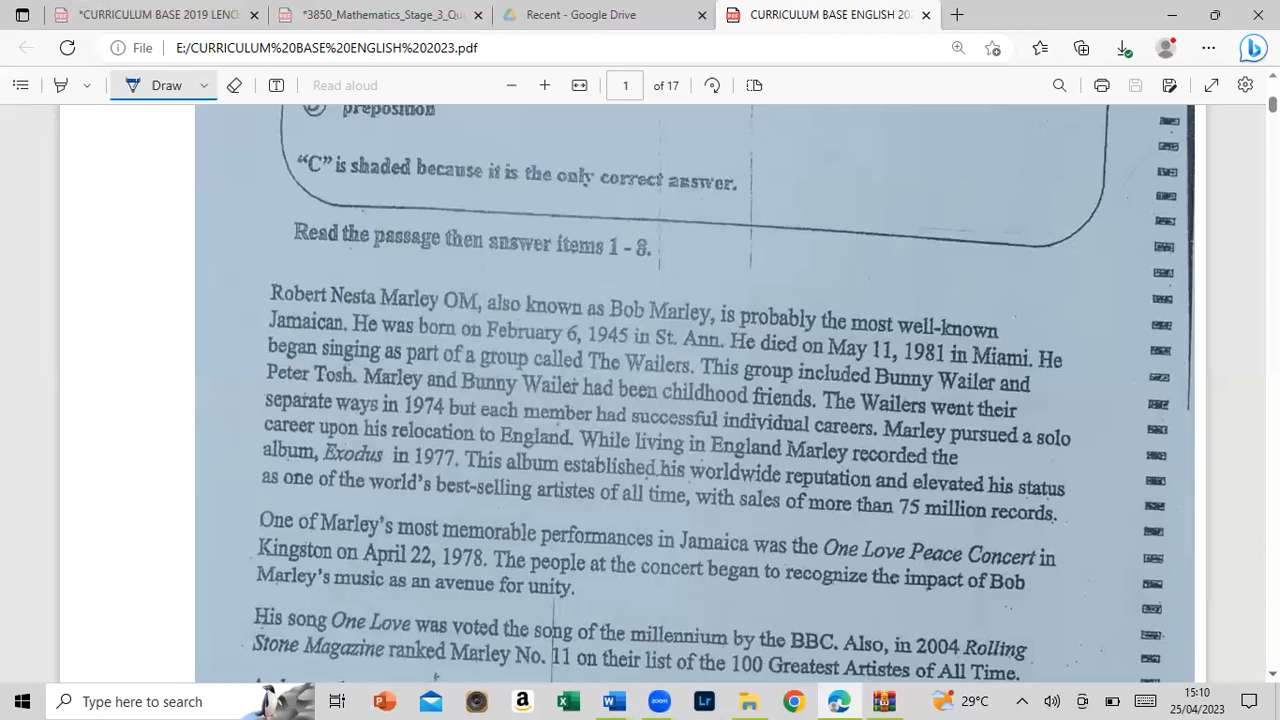 *CURRICULUM BASE 2019 LENG
*3850_Mathematics_Stage_3_Qu
Recent - Google Drive
CURRICULUM BASE ENGLISH 202
File
E:/CURRICULUM%20BASE%20ENGLISH%202023.pdf
Draw
Read aloud
1
of 17
preposition
“C” is shaded because it is the only correct answer.
Read the passage then answer items 1 - 8.
Robert Nesta Marley OM, also known as Bob Marley, is probably the most well-known
Jamaican. He was born on February 6, 1945 in St. Ann. He died on May 11, 1981 in Miami. He
began singing as part of a group called The Wailers. This group included Bunny Wailer and
Peter Tosh. Marley and Bunny Wailer had been childhood friends. The Wailers went their
separate ways in 1974 but each member had successful individual careers. Marley pursued a solo
career upon his relocation to England. While living in England Marley recorded the
album, Exodus in 1977. This album established his worldwide reputation and elevated his status
as one of the world's best-selling artistes of all time, with sales of more than 75 million records.
One of Marley's most memorable performances in Jamaica was the One Love Peace Concert in
Kingston on April 22, 1978. The people at the concert began to recognize the impact of Bob
Marley's music as an avenue for unity.
His song One Love was voted the song of the millennium by the BBC. Also, in 2004 Rolling
Stone Magazine ranked Marley No. 11 on their list of the 100 Greatest Artistes of All Time.
Type here to search
zoom
Lr
29°C
15:10
25/04/2023